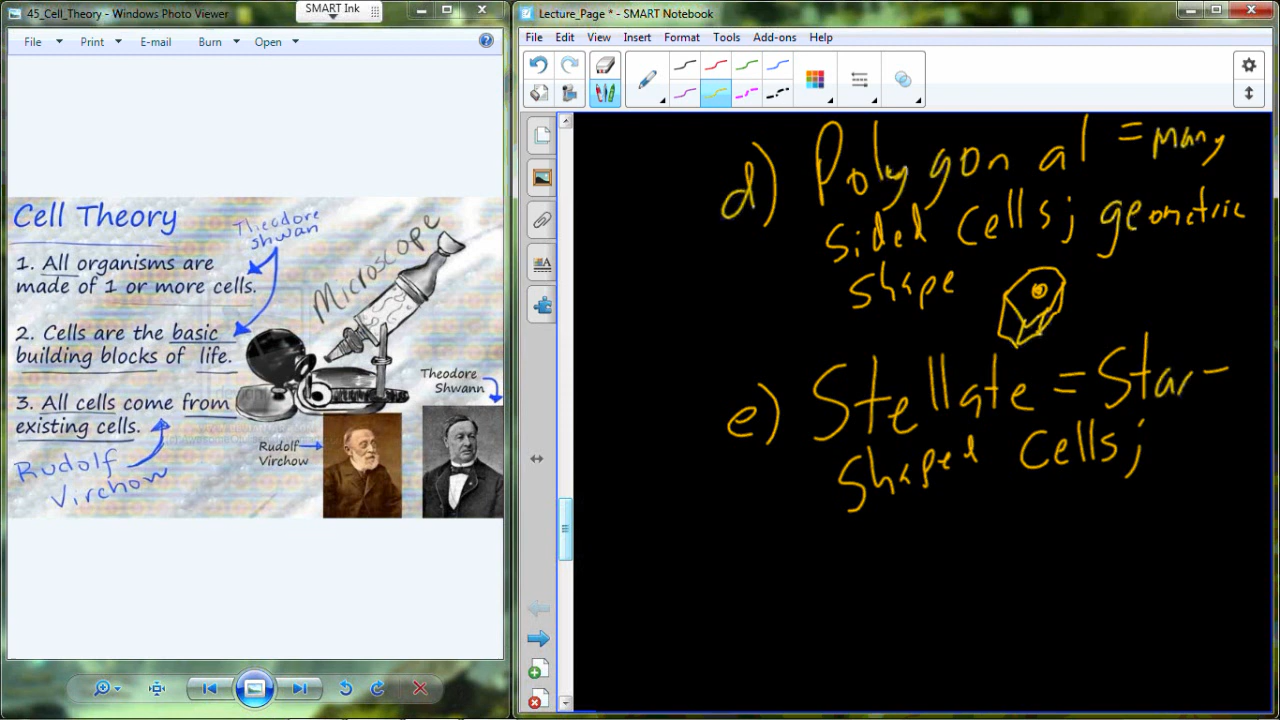 45_Cell_Theory - Windows Photo Viewer
SMART Ink
File Print E-mail Burn Open
Cell Theory
Theodore
Shwan
1. All organisms are
made of 1 or more cells.
2. Cells are the basic
building blocks of life.
3. All cells come from
existing cells.
Rudolf
Virchow
Microscope
Theodore
Shwann
Rudolf
Virchow
Lecture_Page * - SMART Notebook
File Edit View Insert Format Tools Add-ons Help
d) Polygonal = many
sided cells; geometric
shape
e) Stellate = Star-
Shaped Cells;